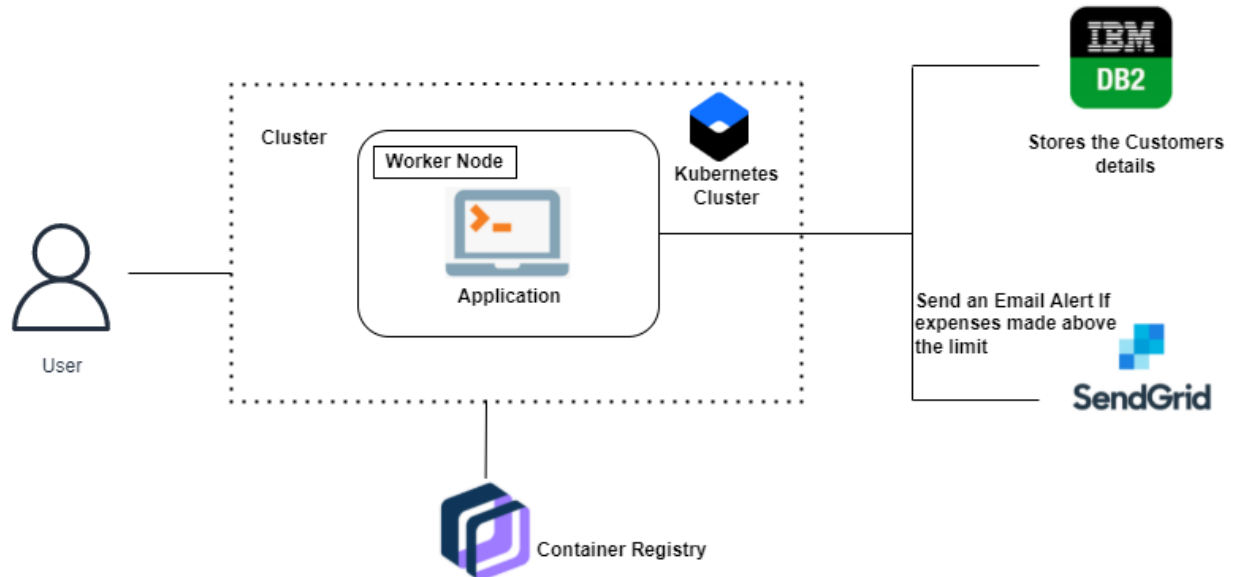 IBM
DB2
Stores the Customers
details
Cluster
Worker Node
Kubernetes
Cluster
Application
User
Send an Email Alert If
expenses made above
the limit
SendGrid
Container Registry